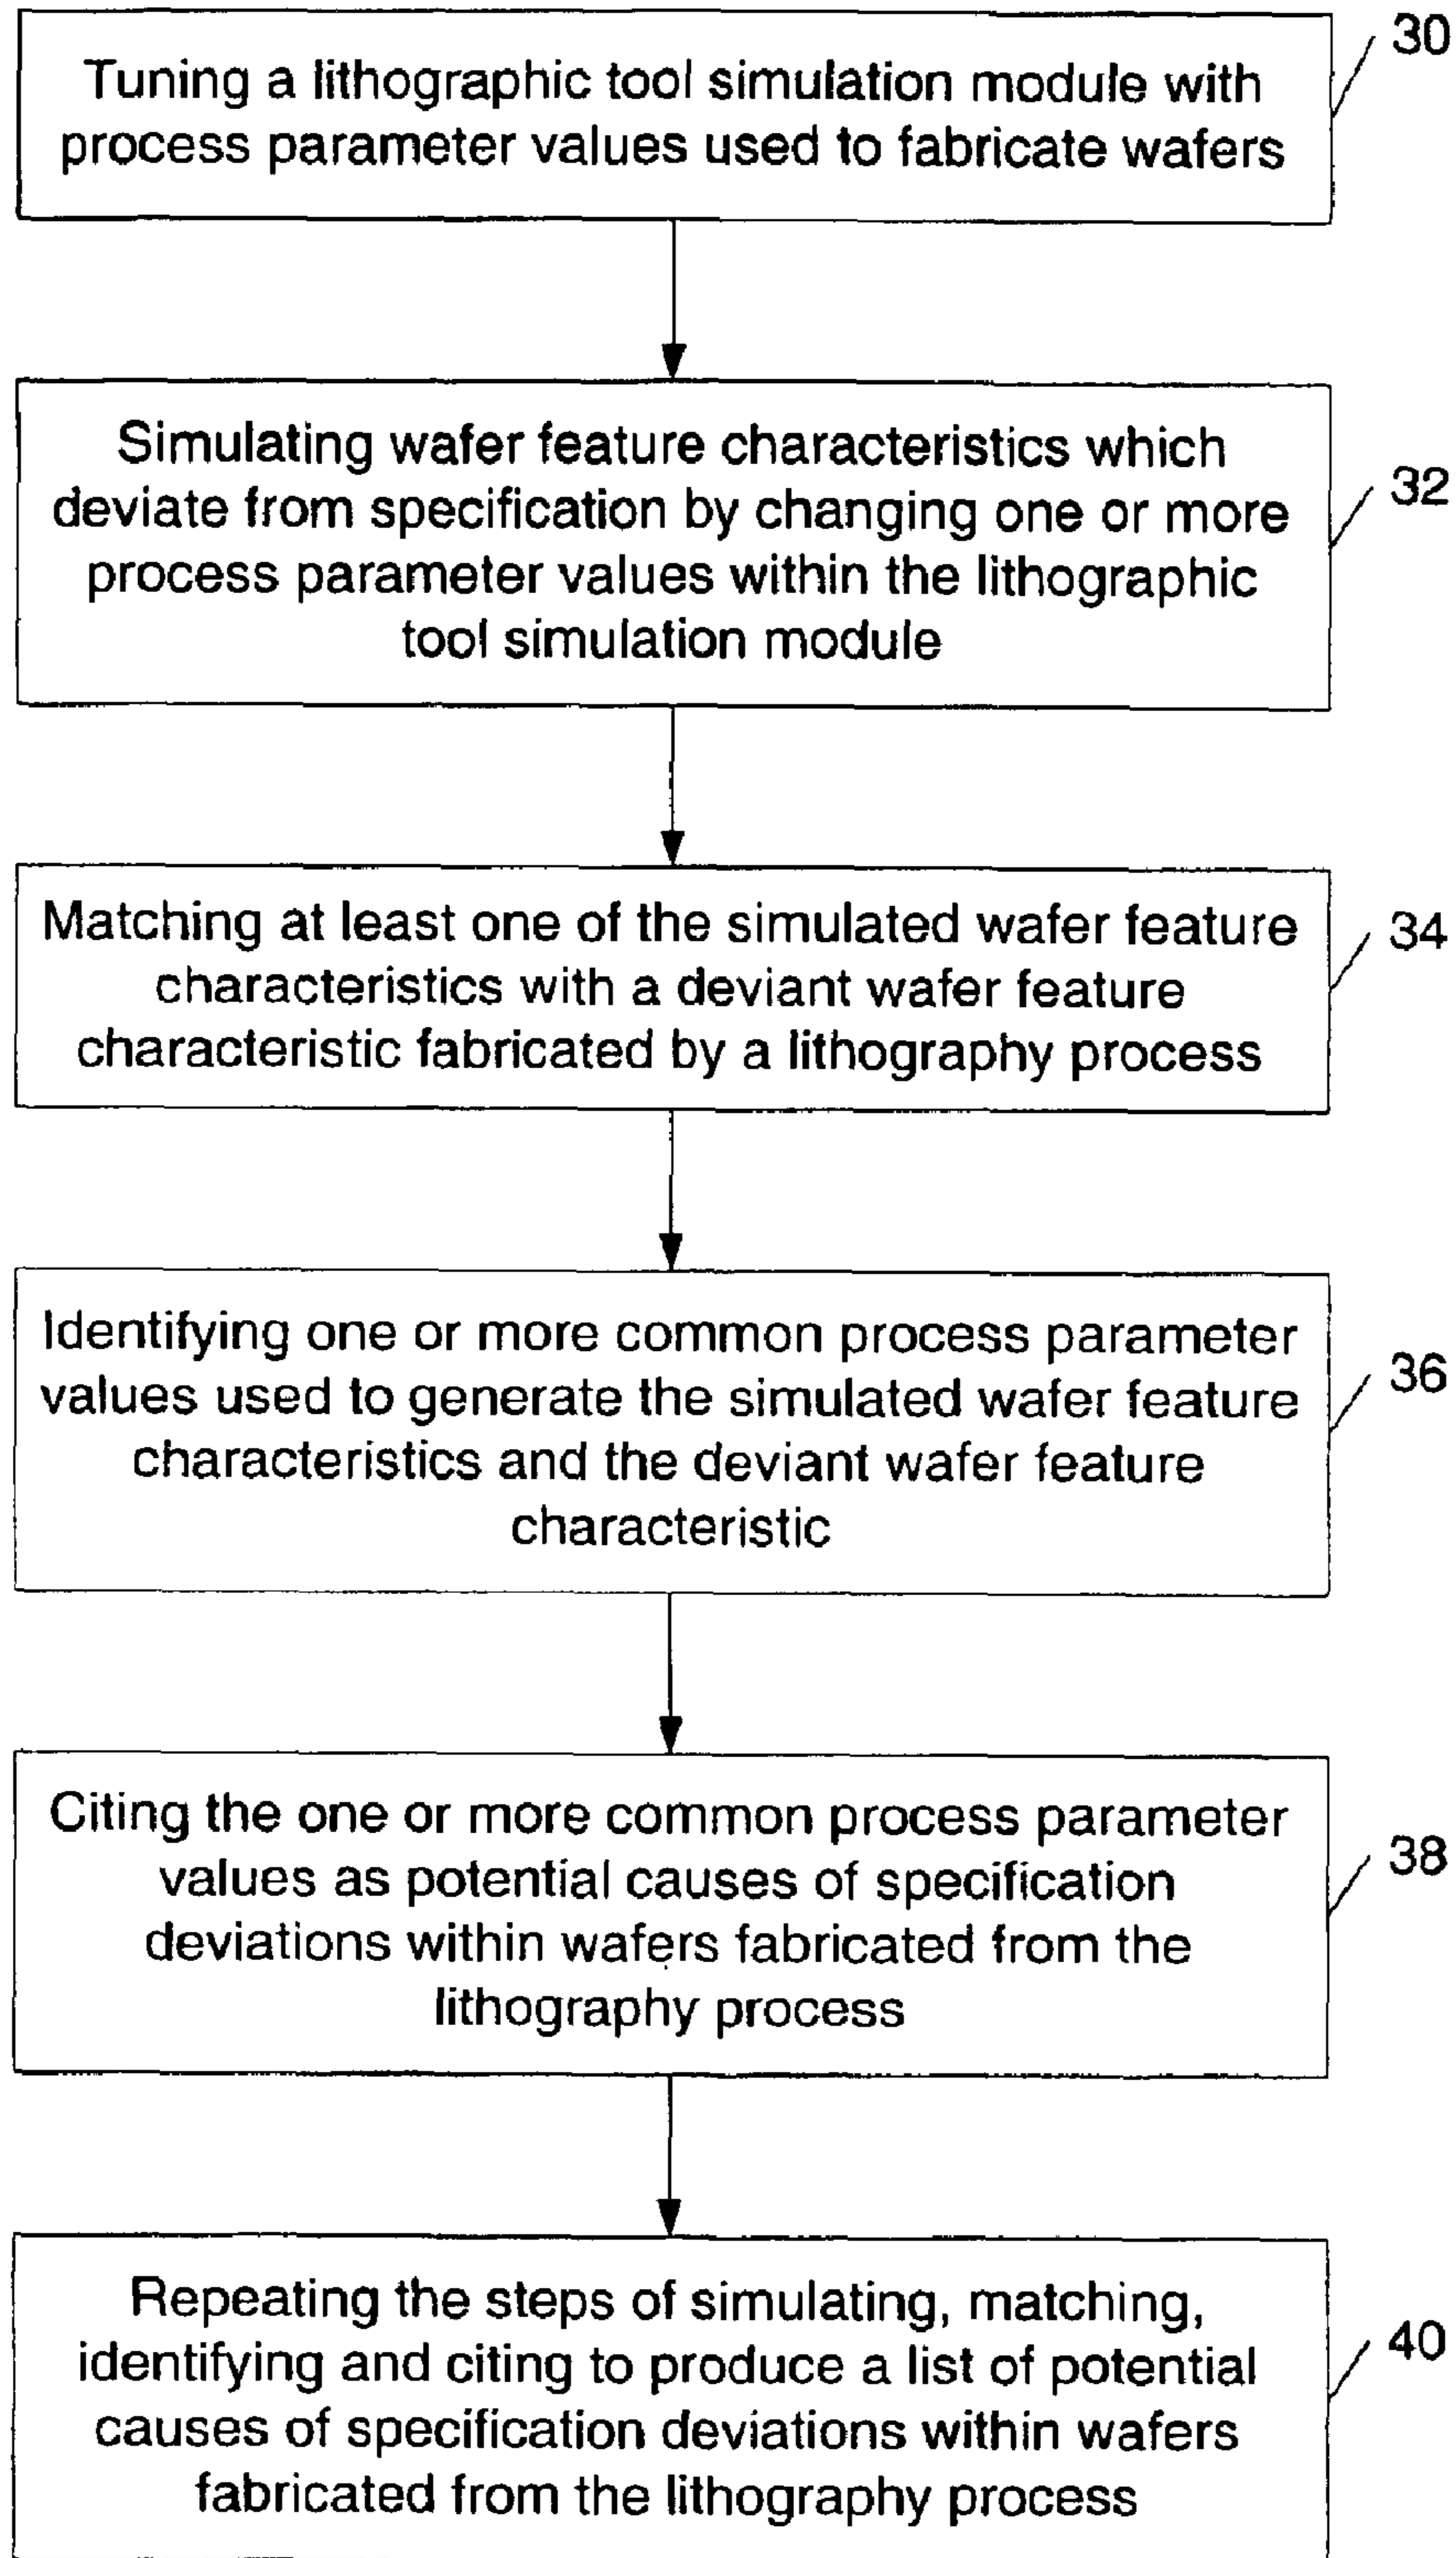 Tuning a lithographic tool simulation module with
process parameter values used to fabricate wafers
30
Simulating wafer feature characteristics which
deviate from specification by changing one or more
process parameter values within the lithographic
tool simulation module
32
Matching at least one of the simulated wafer feature
characteristics with a deviant wafer feature
characteristic fabricated by a lithography process
34
Identifying one or more common process parameter
values used to generate the simulated wafer feature
characteristics and the deviant wafer feature
characteristic
36
Citing the one or more common process parameter
values as potential causes of specification
deviations within wafers fabricated from the
lithography process
38
Repeating the steps of simulating, matching,
identifying and citing to produce a list of potential
causes of specification deviations within wafers
fabricated from the lithography process
40